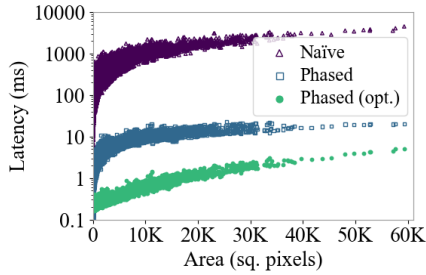 Latency (ms)
10000
1000
100
10
1
0.1
Naïve
Phased
Phased (opt.)
0 10K 20K 30K 40K 50K 60K
Area (sq. pixels)